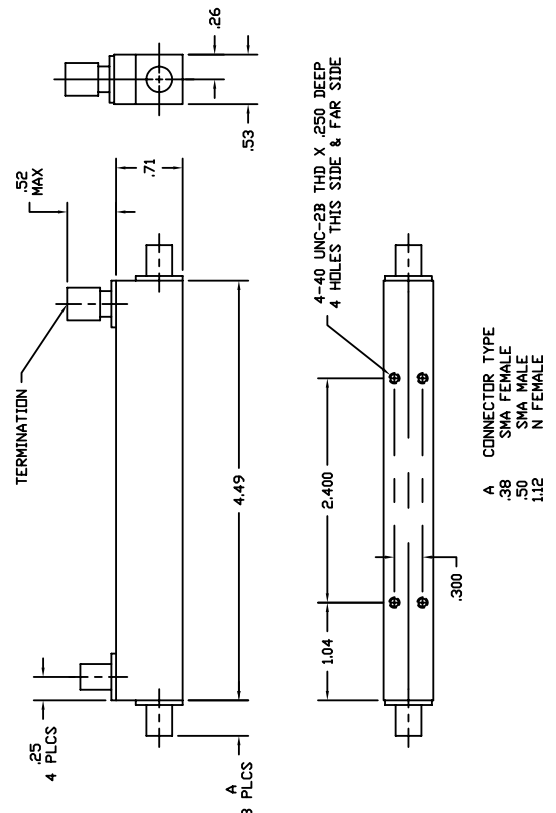 .26
.53
.52
MAX
.71
TERMINATION
4.49
.25
4 PLCS
A
3 PLCS
4-40 UNC-2B THD X .250 DEEP
4 HOLES THIS SIDE & FAR SIDE
2.400
1.04
.300
A CONNECTOR TYPE
.38 SMA FEMALE
.50 SMA MALE
1.12 N FEMALE